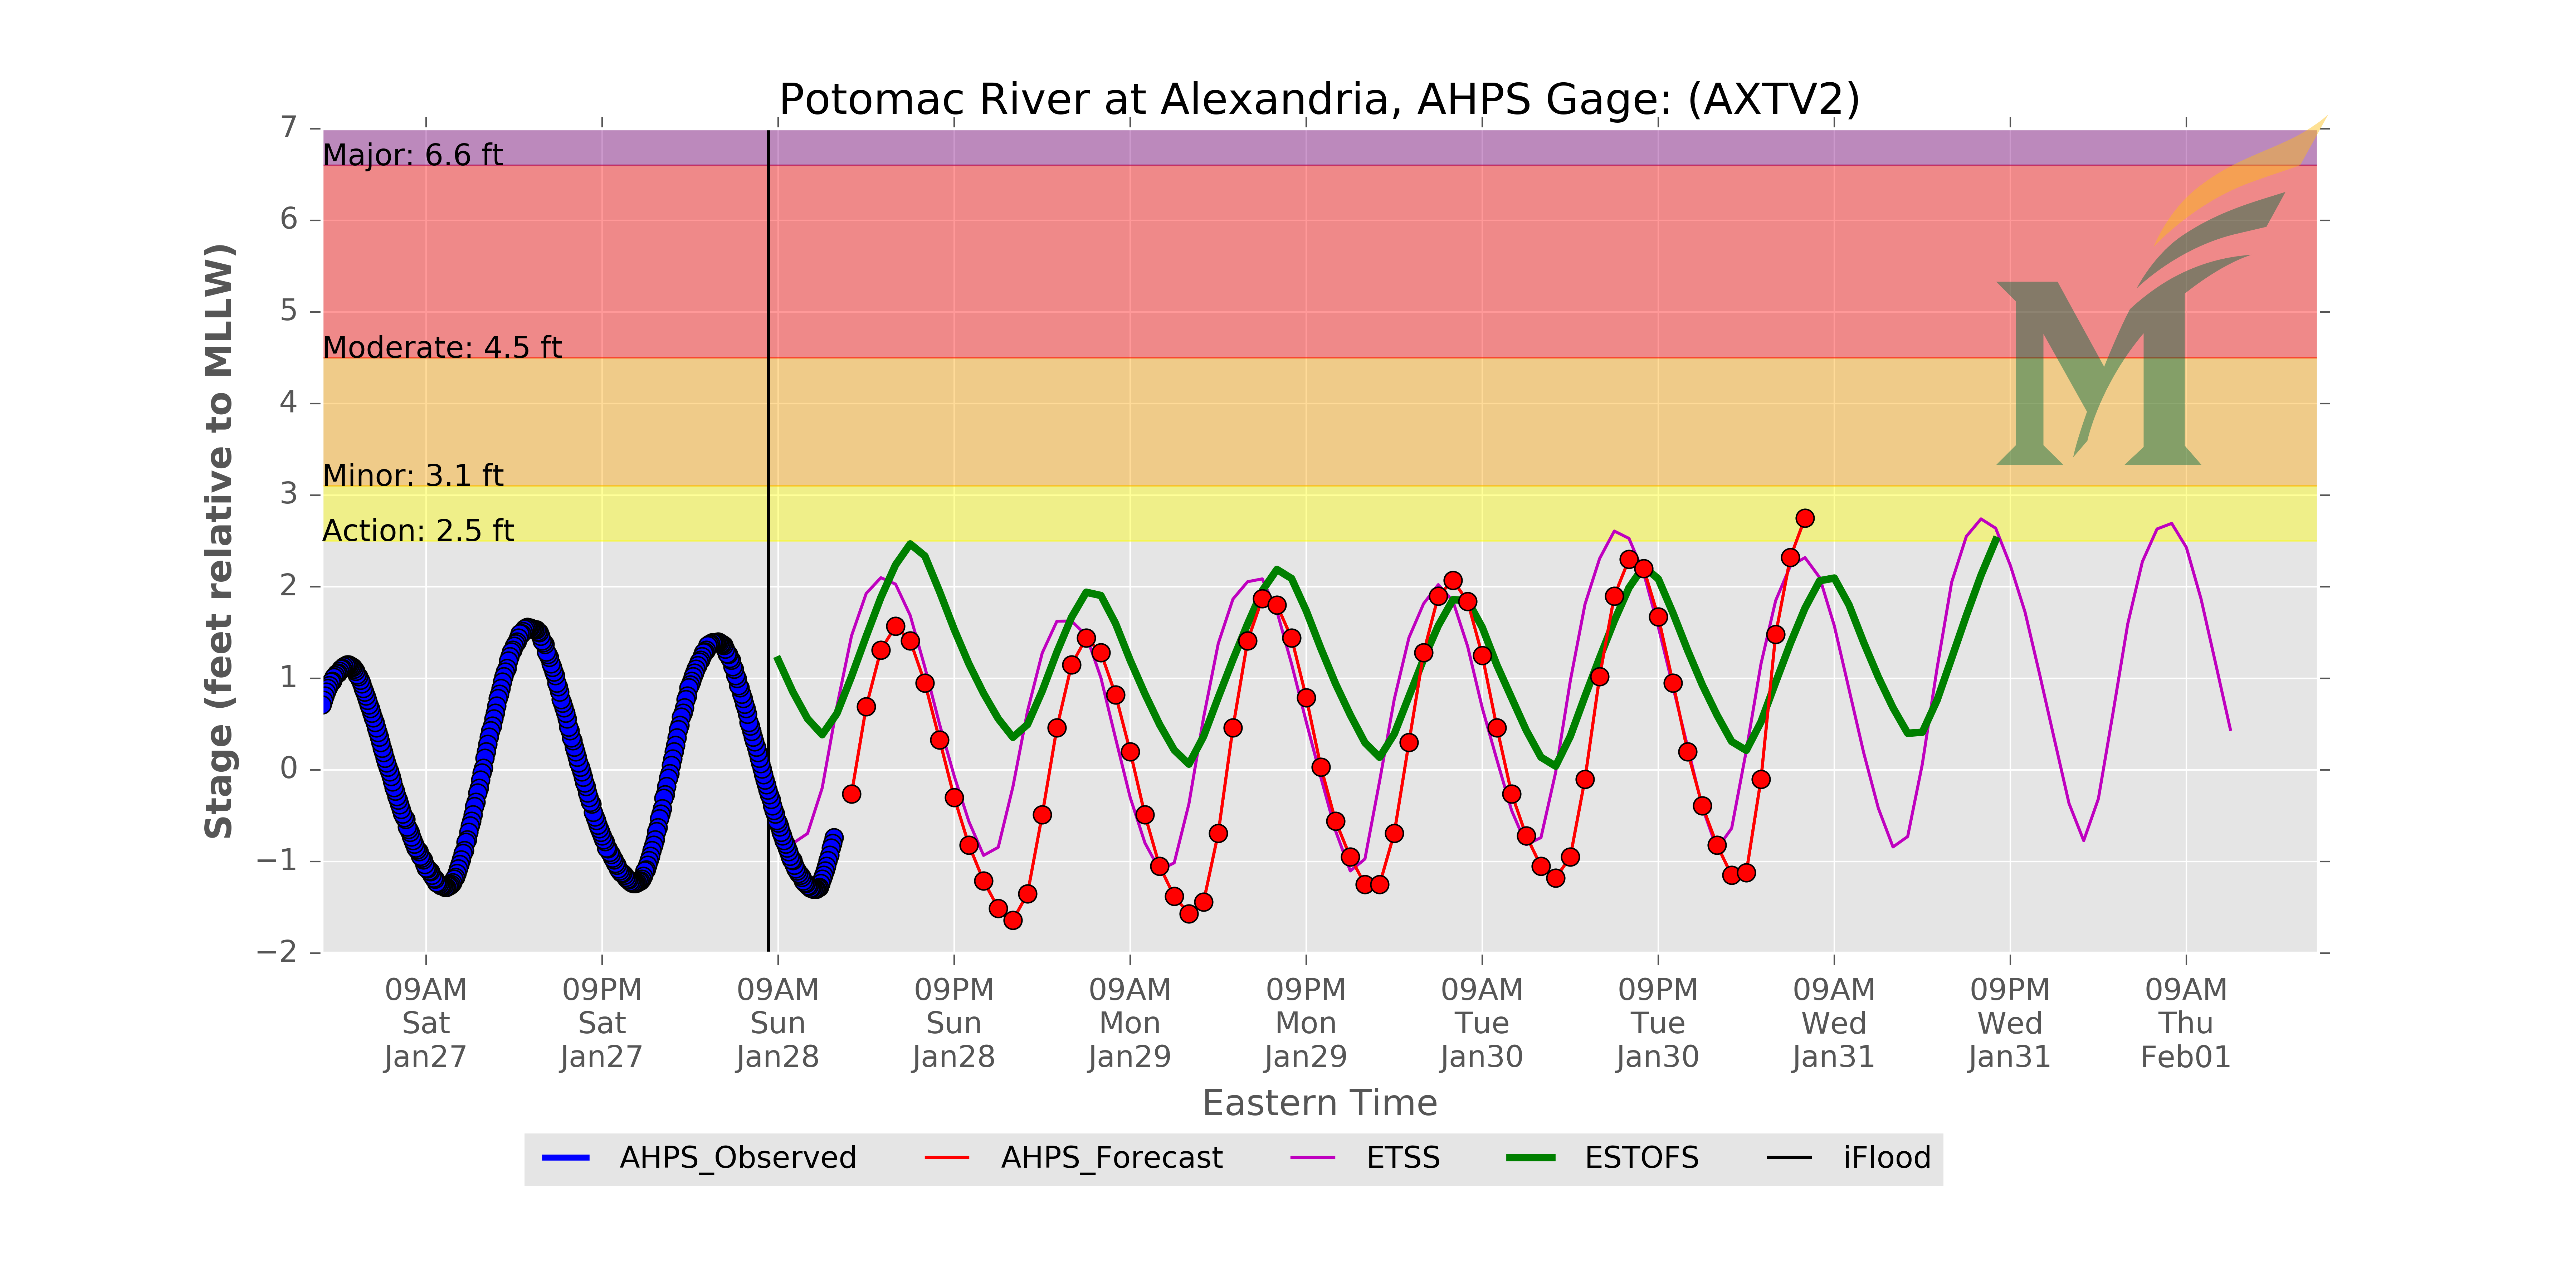 Potomac River at Alexandria, AHPS Gage: (AXTV2)
Stage (feet relative to MLLW)
7
6
5
4
3
2
1
0
−1
−2
Major: 6.6 ft
Moderate: 4.5 ft
Minor: 3.1 ft
Action: 2.5 ft
M
09AM
Sat
Jan27
09PM
Sat
Jan27
09AM
Sun
Jan28
09PM
Sun
Jan28
09AM
Mon
Jan29
09PM
Mon
Jan29
09AM
Tue
Jan30
09PM
Tue
Jan30
09AM
Wed
Jan31
09PM
Wed
Jan31
09AM
Thu
Feb01
Eastern Time
AHPS_Observed
AHPS_Forecast
ETSS
ESTOFS
iFlood